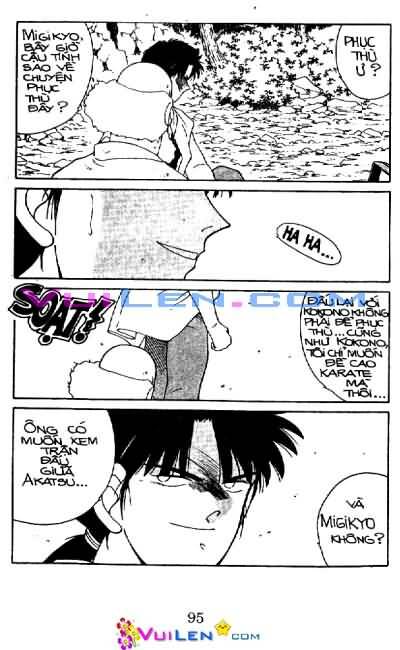 MIGIKYO,
BÂY GIỜ
CẬU TÍNH
SAO VỀ
CHUYỆN
PHỤC
THÙ
ĐÂY?
PHỤC
THÙ
Ư?
HA HA...
SOẠT!
ĐẤU LẠI VỚI
KOKONO KHÔNG
PHẢI ĐỂ PHỤC
THÙ... CŨNG
NHƯ KOKONO,
TÔI CHỈ MUỐN
ĐỀ CAO
KARATE
MÀ
THÔI...
VUILEN.COM
ÔNG CÓ
MUỐN XEM
TRẬN
ĐẤU
GIỮA
AKATSU...
VÀ
MIGIKYO
KHÔNG?
95
VUILEN
.COM